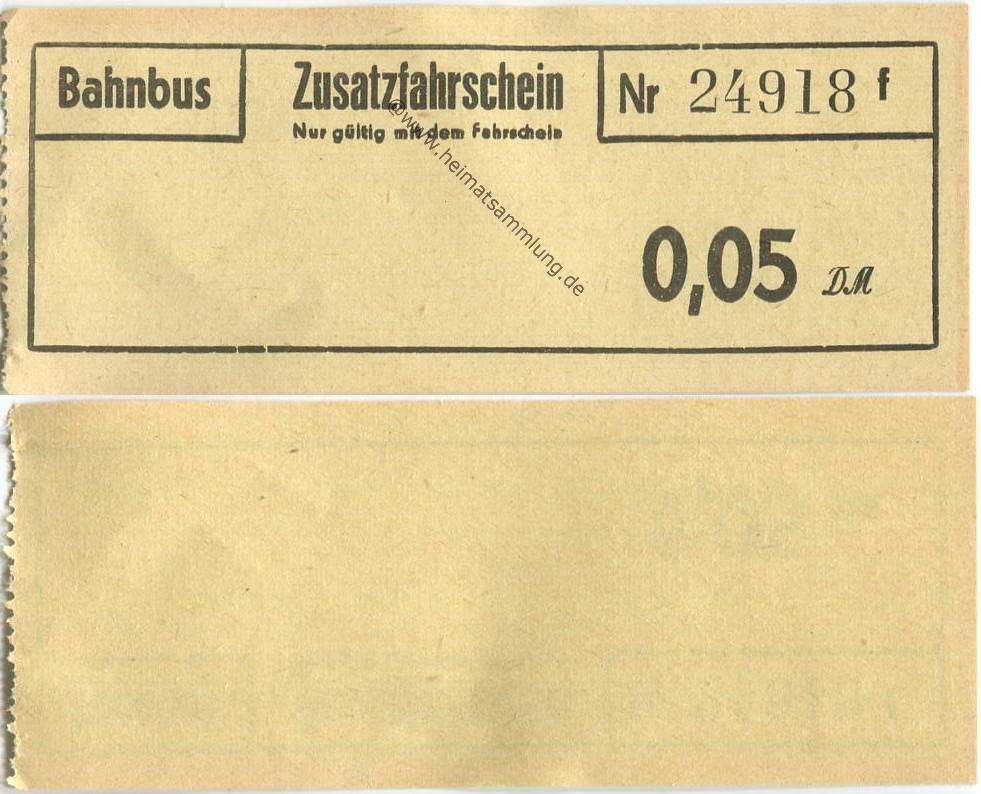 Bahnbus
Zusatzfahrschein
Nur gültig mit dem Fahrschein
Nr 24918 f
0,05 DM
@www.heimatsammlung.de